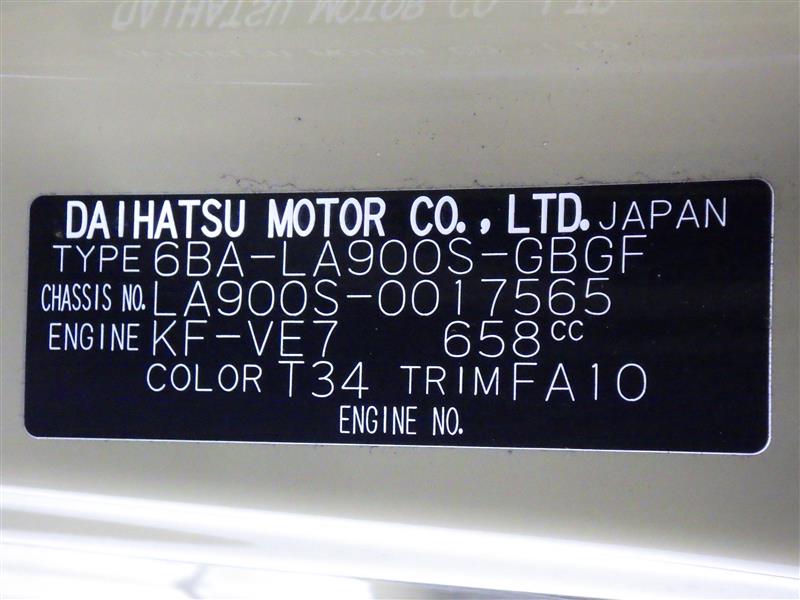 DAIHATSU MOTOR CO., LTD. JAPAN
TYPE 6BA-LA900S-GBGF
CHASSIS NO. LA900S-0017565
ENGINE KF-VE7 658cc
COLOR T34 TRIM FA10
ENGINE NO.